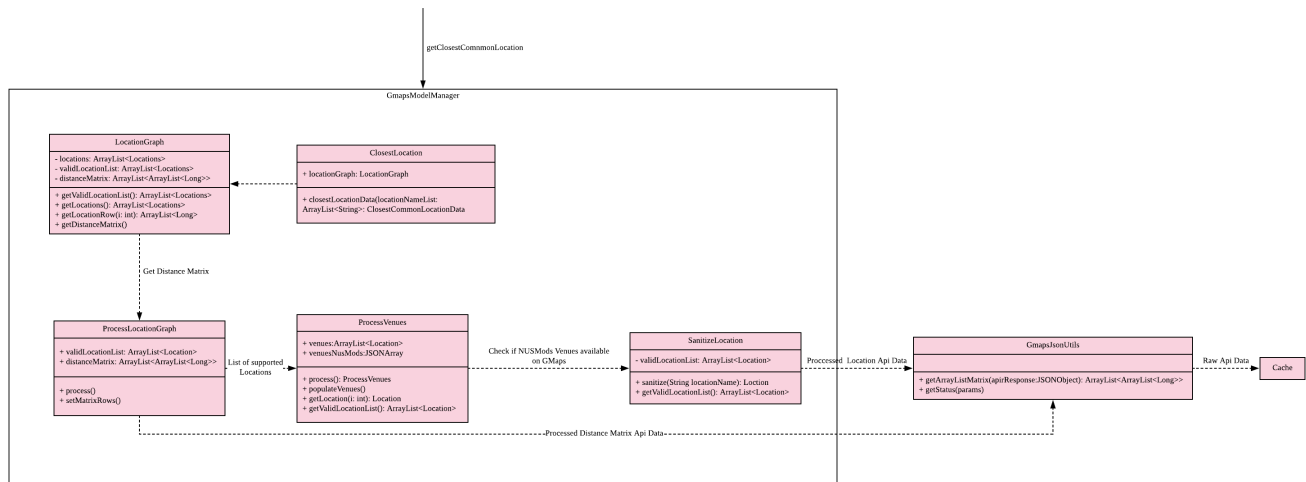 getClosestComnmonLocation
GmapsModelManager
LocationGraph
- locations: ArrayList<Locations>
- validLocationList: ArrayList<Locations>
- distanceMatrix: ArrayList<ArrayList<Long>>
+ getValidLocationList(): ArrayList<Locations>
+ getLocations(): ArrayList<Locations>
+ getLocationRow(i: int): ArrayList<Long>
+ getDistanceMatrix()
ClosestLocation
+ locationGraph: LocationGraph
+ closestLocationData(locationNameList:
ArrayList<String>: ClosestCommonLocationData
Get Distance Matrix
ProcessLocationGraph
+ validLocationList: ArrayList<Location>
+ distanceMatrix: ArrayList<ArrayList<Long>>
+ process()
+ setMatrixRows()
List of supported
Locations
ProcessVenues
+ venues:ArrayList<Location>
+ venuesNusMods:JSONArray
+ process(): ProcessVenues
+ populateVenues()
+ getLocation(i: int): Location
+ getValidLocationList(): ArrayList<Location>
Check if NUSMods Venues available
on GMaps
SanitizeLocation
- validLocationList: ArrayList<Location>
+ sanitize(String locationName): Loction
+ getValidLocationList(): ArrayList<Location>
Proccesed Location Api Data
GmapsJsonUtils
+ getArrayListMatrix(apirResponse:JSONObject): ArrayList<ArrayList<Long>>
+ getStatus(params)
Raw Api Data
Cache
Processed Distance Matrix Api Data